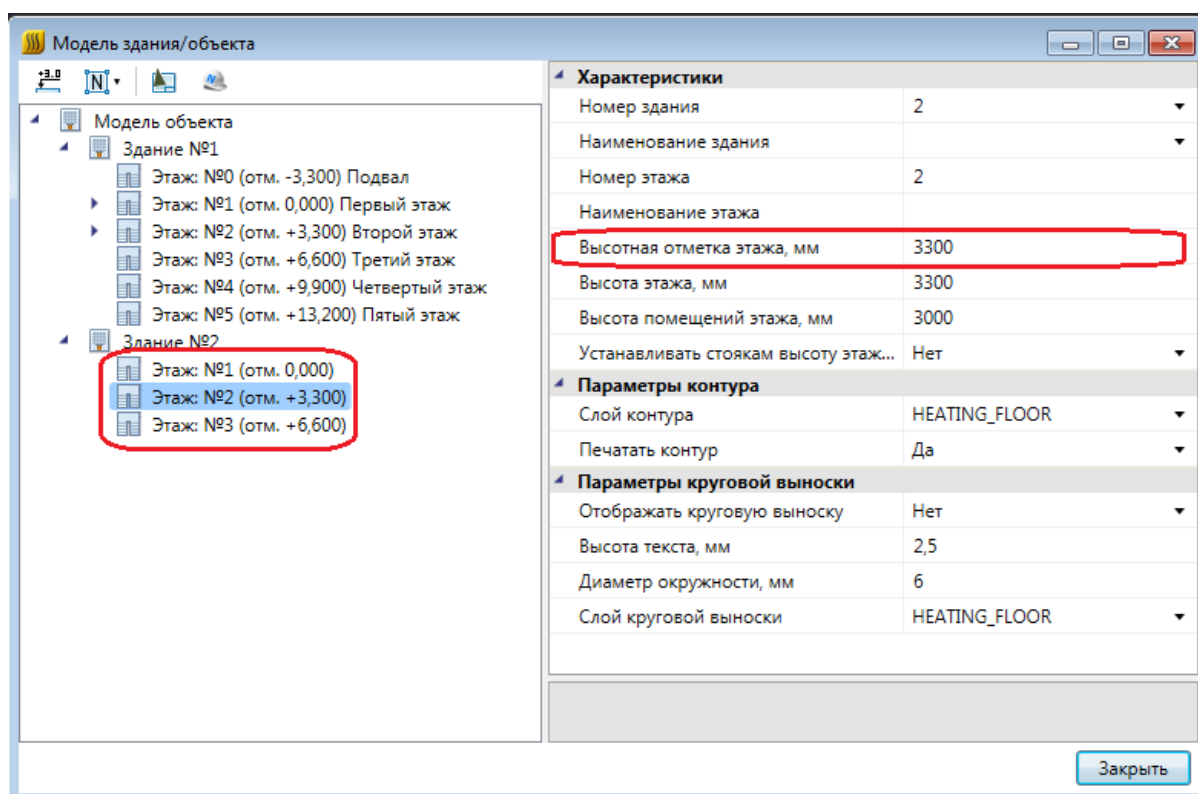 Модель здания/объекта
+3.0
N
Модель объекта
Здание №1
Этаж: №0 (отм. -3,300) Подвал
Этаж: №1 (отм. 0,000) Первый этаж
Этаж: №2 (отм. +3,300) Второй этаж
Этаж: №3 (отм. +6,600) Третий этаж
Этаж: №4 (отм. +9,900) Четвертый этаж
Этаж: №5 (отм. +13,200) Пятый этаж
Здание №2
Этаж: №1 (отм. 0,000)
Этаж: №2 (отм. +3,300)
Этаж: №3 (отм. +6,600)
Характеристики
Номер здания 2
Наименование здания
Номер этажа 2
Наименование этажа
Высотная отметка этажа, мм 3300
Высота этажа, мм 3300
Высота помещений этажа, мм 3000
Устанавливать стоякам высоту этаж... Нет
Параметры контура
Слой контура HEATING_FLOOR
Печатать контур Да
Параметры круговой выноски
Отображать круговую выноску Нет
Высота текста, мм 2,5
Диаметр окружности, мм 6
Слой круговой выноски HEATING_FLOOR
Закрыть